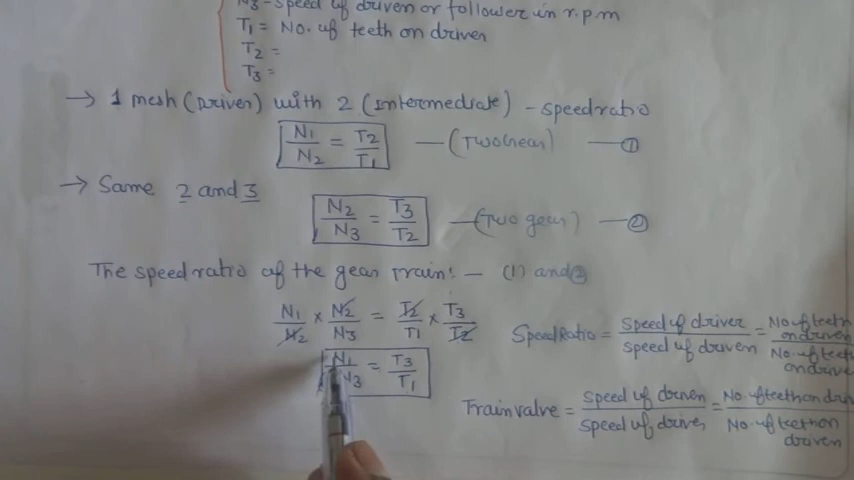 N3 - speed of driven or follower in r.p.m
T1 = No. of teeth on driver
T2 =
T3 =
→ 1 mesh (Driver) with 2 (Intermediate) - speed ratio
N1/N2 = T2/T1 — (Two Gear) — ①
→ Same 2 and 3
N2/N3 = T3/T2 — (Two gear) — ②
The speed ratio of the gear train: - (1) and ②
N1/N2 × N2/N3 = T2/T1 × T3/T2
N1/N3 = T3/T1
Speed Ratio = speed of driver/speed of driven = No of teeth on driven/No. of teeth on drive
Train valve = speed of driven/speed of driver = No. of teeth on driv/No. of teeth on driven